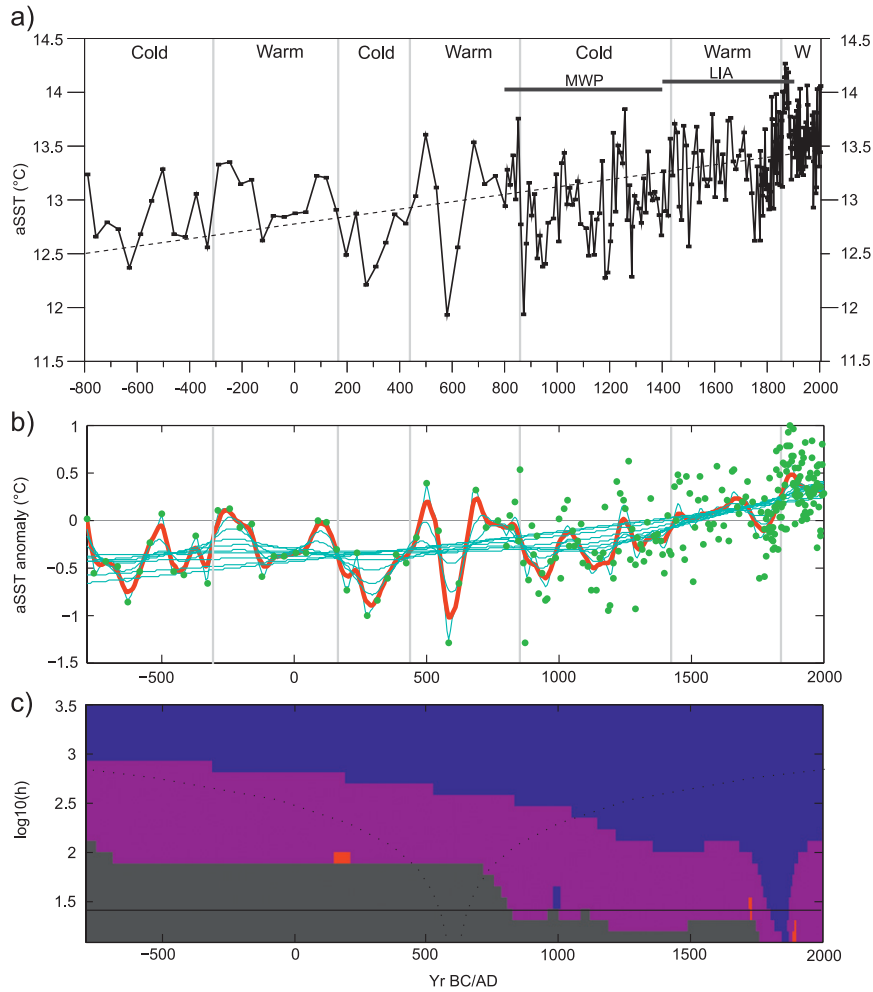 a)
14.5 14.5
Cold Warm Cold Warm Cold Warm W
14 14
MWP LIA
13.5 13.5
aSST (°C)
13 13
12.5 12.5
12 12
11.5 11.5
-800 -600 -400 -200 0 200 400 600 800 1000 1200 1400 1600 1800 2000
b)
1
0.5
0
aSST anomaly (°C)
−0.5
−1
−1.5
−500 0 500 1000 1500 2000
c)
3.5
3
log10(h)
2.5
2
1.5
−500 0 500 1000 1500 2000
Yr BC/AD